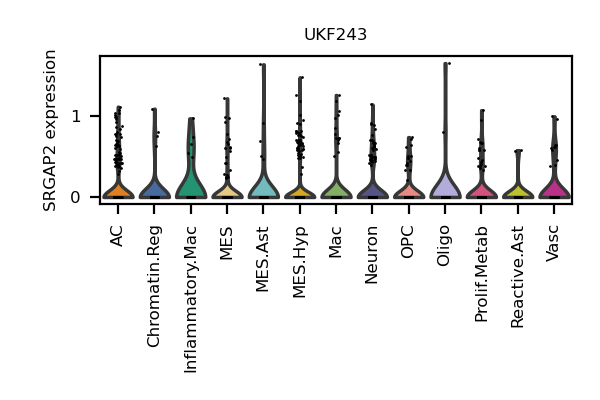 UKF243
SRGAP2 expression
1
0
AC
Chromatin.Reg
Inflammatory.Mac
MES
MES.Ast
MES.Hyp
Mac
Neuron
OPC
Oligo
Prolif.Metab
Reactive.Ast
Vasc